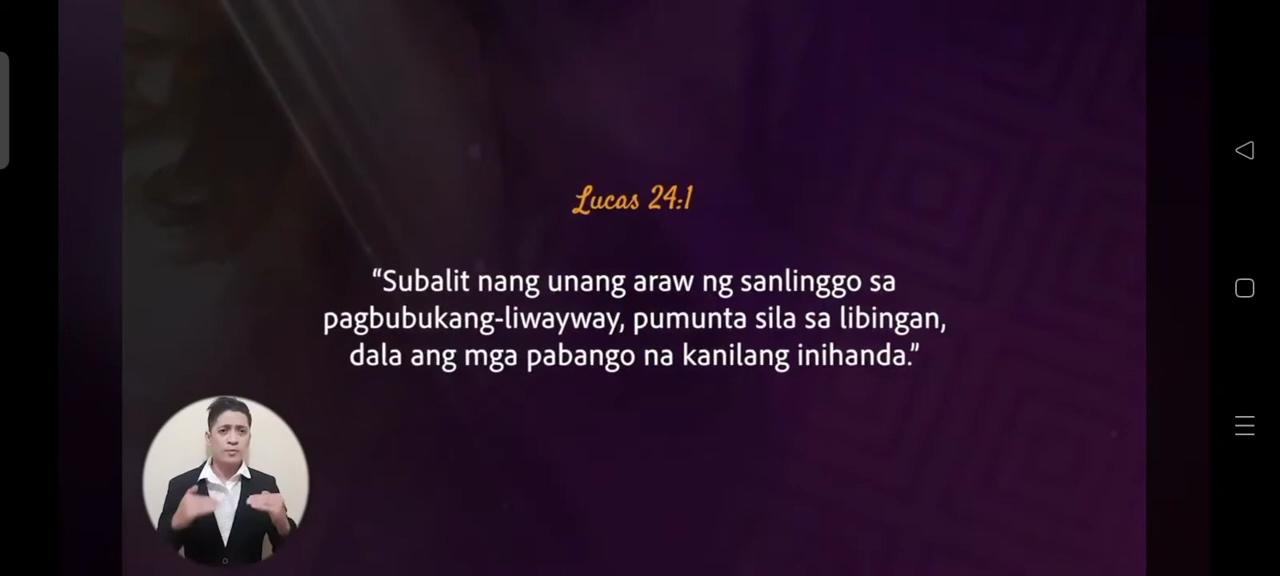 Lucas 24:1
“Subalit nang unang araw ng sanlinggo sa
pagbubukang-liwayway, pumunta sila sa libingan,
dala ang mga pabango na kanilang inihanda.”